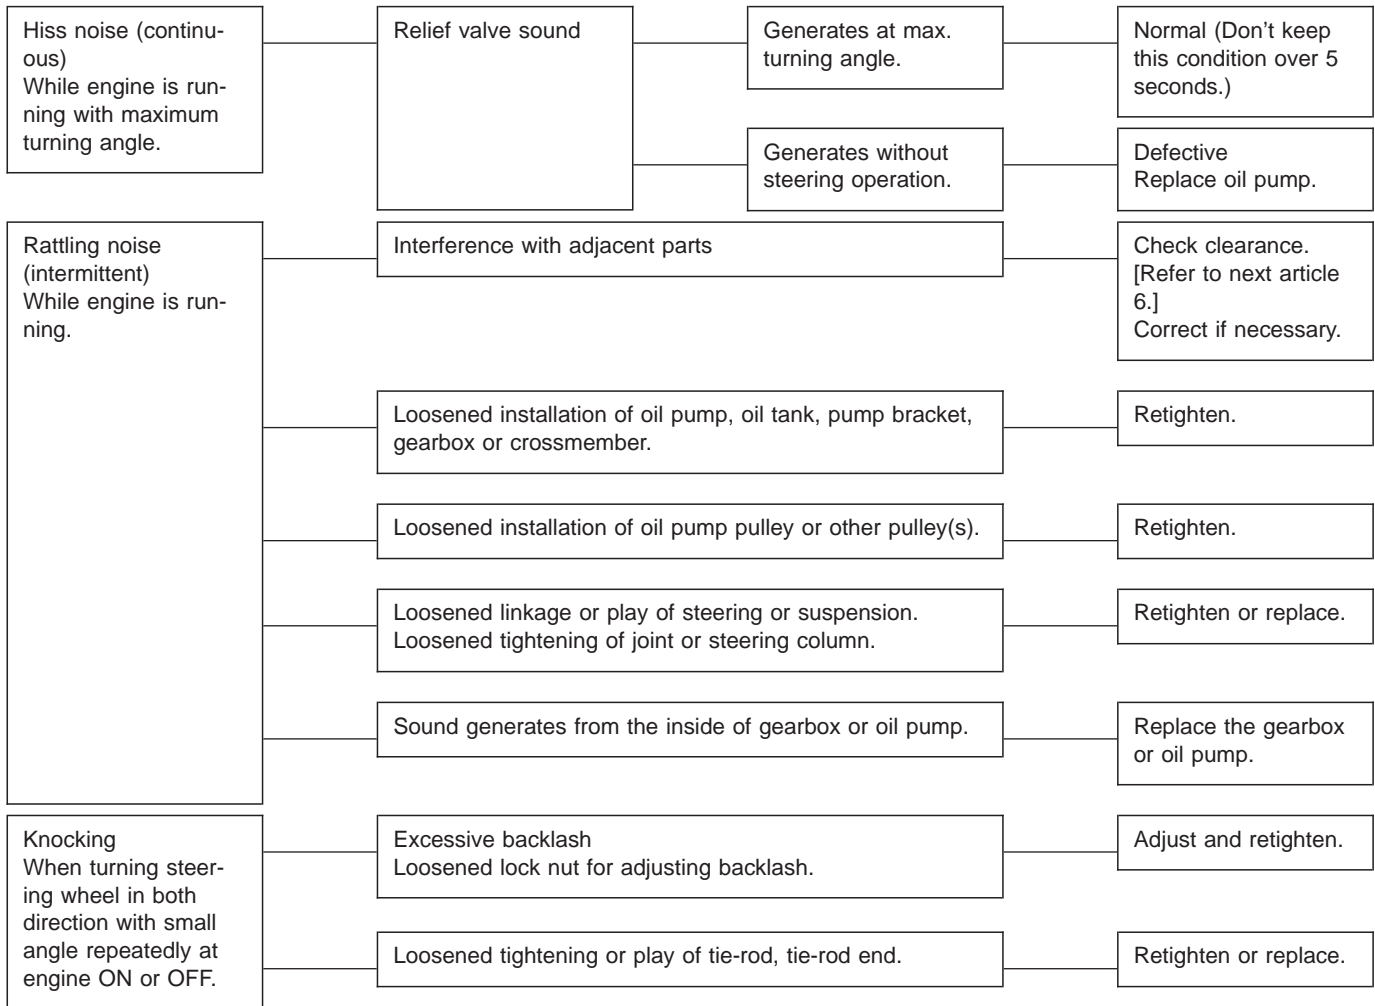 Hiss noise (continu-
ous)
While engine is run-
ning with maximum
turning angle.
Relief valve sound
Generates at max.
turning angle.
Normal (Don't keep
this condition over 5
seconds.)
Generates without
steering operation.
Defective
Replace oil pump.
Rattling noise
(intermittent)
While engine is run-
ning.
Interference with adjacent parts
Check clearance.
[Refer to next article
6.]
Correct if necessary.
Loosened installation of oil pump, oil tank, pump bracket,
gearbox or crossmember.
Retighten.
Loosened installation of oil pump pulley or other pulley(s).
Retighten.
Loosened linkage or play of steering or suspension.
Loosened tightening of joint or steering column.
Retighten or replace.
Sound generates from the inside of gearbox or oil pump.
Replace the gearbox
or oil pump.
Knocking
When turning steer-
ing wheel in both
direction with small
angle repeatedly at
engine ON or OFF.
Excessive backlash
Loosened lock nut for adjusting backlash.
Adjust and retighten.
Loosened tightening or play of tie-rod, tie-rod end.
Retighten or replace.